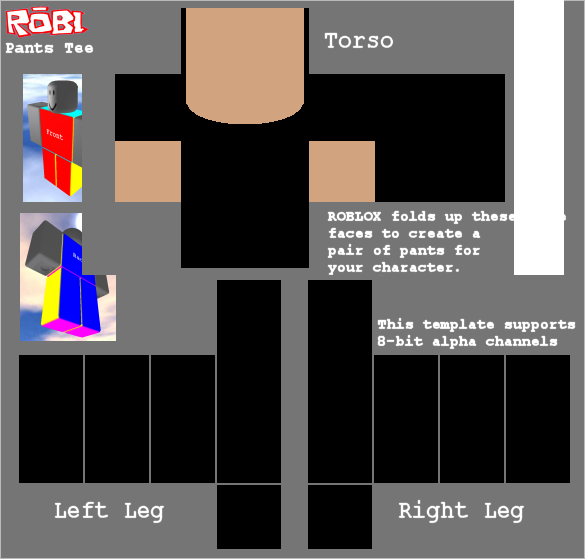 RŌBL
Pants Tee
Torso
Front
ROBLOX folds up these
faces to create a
pair of pants for
your character.
This template supports
8-bit alpha channels
Left Leg
Right Leg